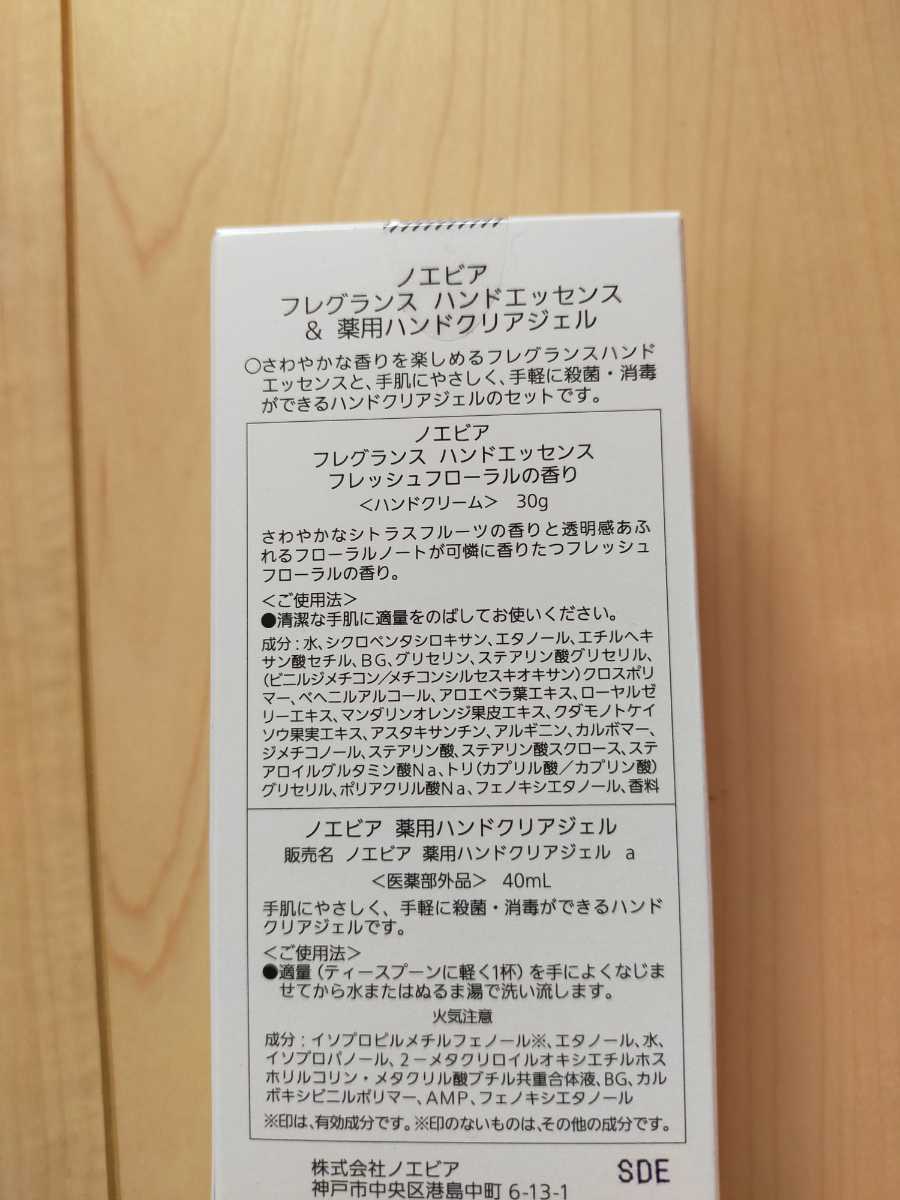 ノエビア
フレグランス ハンドエッセンス
& 薬用ハンドクリアジェル
○さわやかな香りを楽しめるフレグランスハンド
エッセンスと、手肌にやさしく、手軽に殺菌・消毒
ができるハンドクリアジェルのセットです。
ノエビア
フレグランス ハンドエッセンス
フレッシュフローラルの香り
<ハンドクリーム> 30g
さわやかなシトラスフルーツの香りと透明感あふ
れるフローラルノートが可憐に香りたつフレッシュ
フローラルの香り。
<ご使用法>
●清潔な手肌に適量をのばしてお使いください。
成分:水、シクロペンタシロキサン、エタノール、エチルヘキ
サン酸セチル、BG、グリセリン、ステアリン酸グリセリル、
(ビニルジメチコン/メチコンシルセスキオキサン)クロスポリ
マー、ベヘニルアルコール、アロエベラ葉エキス、ローヤルゼ
リーエキス、マンダリンオレンジ果皮エキス、クダモノトケイ
ソウ果実エキス、アスタキサンチン、アルギニン、カルボマー、
ジメチコノール、ステアリン酸、ステアリン酸スクロース、ステ
アロイルグルタミン酸Na、トリ(カプリル酸/カプリン酸)
グリセリル、ポリアクリル酸Na、フェノキシエタノール、香料
ノエビア 薬用ハンドクリアジェル
販売名 ノエビア 薬用ハンドクリアジェル a
<医薬部外品> 40mL
手肌にやさしく、手軽に殺菌・消毒ができるハンド
クリアジェルです。
<ご使用法>
●適量(ティースプーンに軽く1杯)を手によくなじま
せてから水またはぬるま湯で洗い流します。
火気注意
成分:イソプロピルメチルフェノール※、エタノール、水、
イソプロパノール、2-メタクリロイルオキシエチルホス
ホリルコリン・メタクリル酸ブチル共重合体液、BG、カル
ボキシビニルポリマー、AMP、フェノキシエタノール
※印は、有効成分です。※印のないものは、その他の成分です。
株式会社ノエビア
神戸市中央区港島中町 6-13-1
SDE